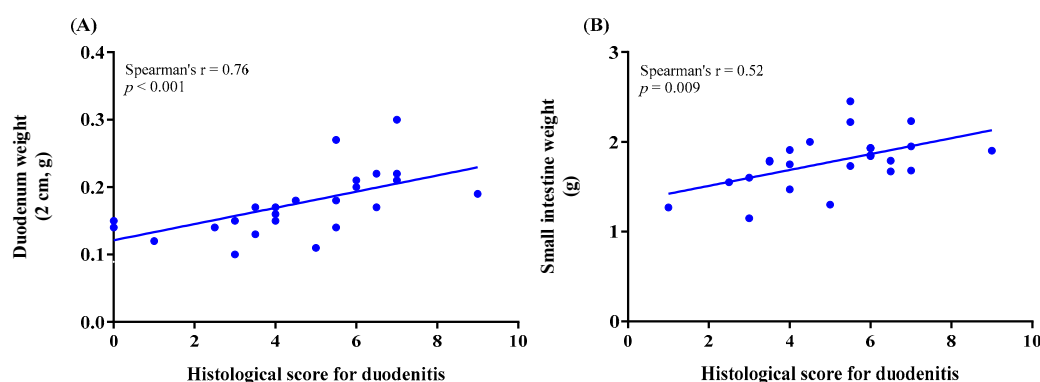 (A)
Spearman's r = 0.76
p < 0.001
0.4
0.3
0.2
0.1
0.0
0 2 4 6 8 10
Duodenum weight
(2 cm, g)
Histological score for duodenitis
(B)
Spearman's r = 0.52
p = 0.009
3
2
1
0
0 2 4 6 8 10
Small intestine weight
(g)
Histological score for duodenitis